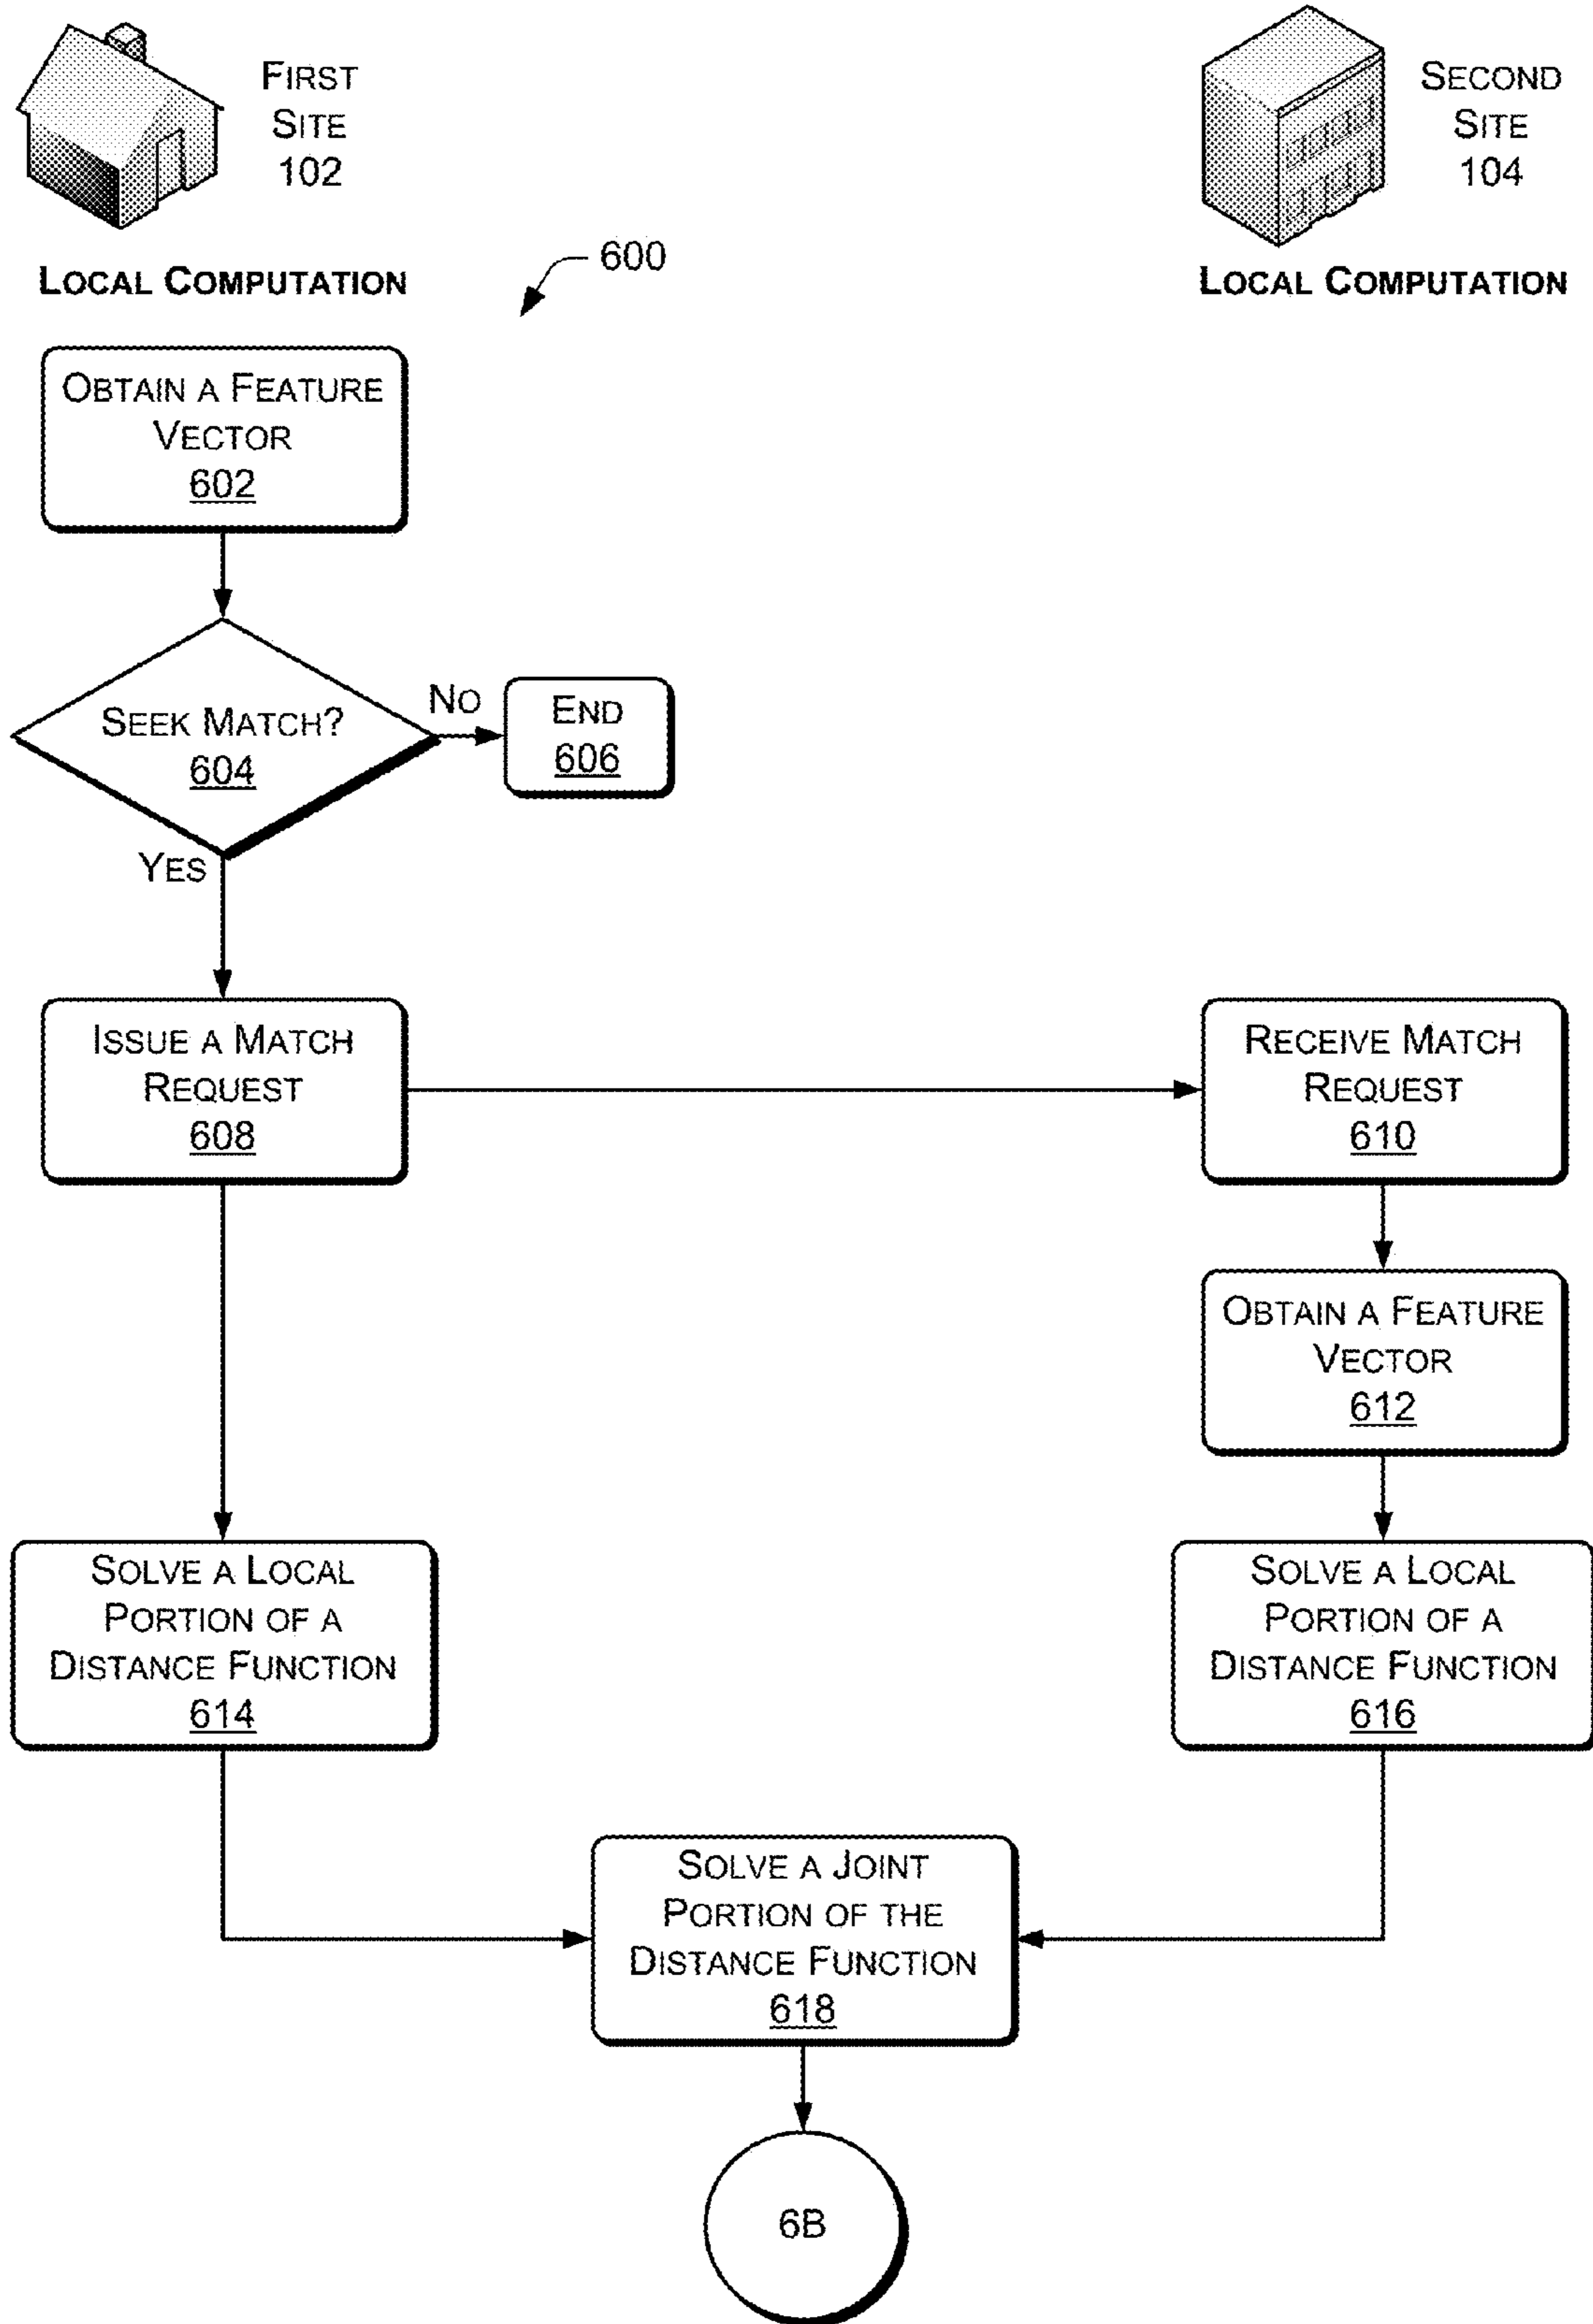 FIRST
SITE
102
SECOND
SITE
104
LOCAL COMPUTATION
600
LOCAL COMPUTATION
OBTAIN A FEATURE
VECTOR
602
SEEK MATCH?
604
NO
END
606
YES
ISSUE A MATCH
REQUEST
608
RECEIVE MATCH
REQUEST
610
OBTAIN A FEATURE
VECTOR
612
SOLVE A LOCAL
PORTION OF A
DISTANCE FUNCTION
614
SOLVE A LOCAL
PORTION OF A
DISTANCE FUNCTION
616
SOLVE A JOINT
PORTION OF THE
DISTANCE FUNCTION
618
6B